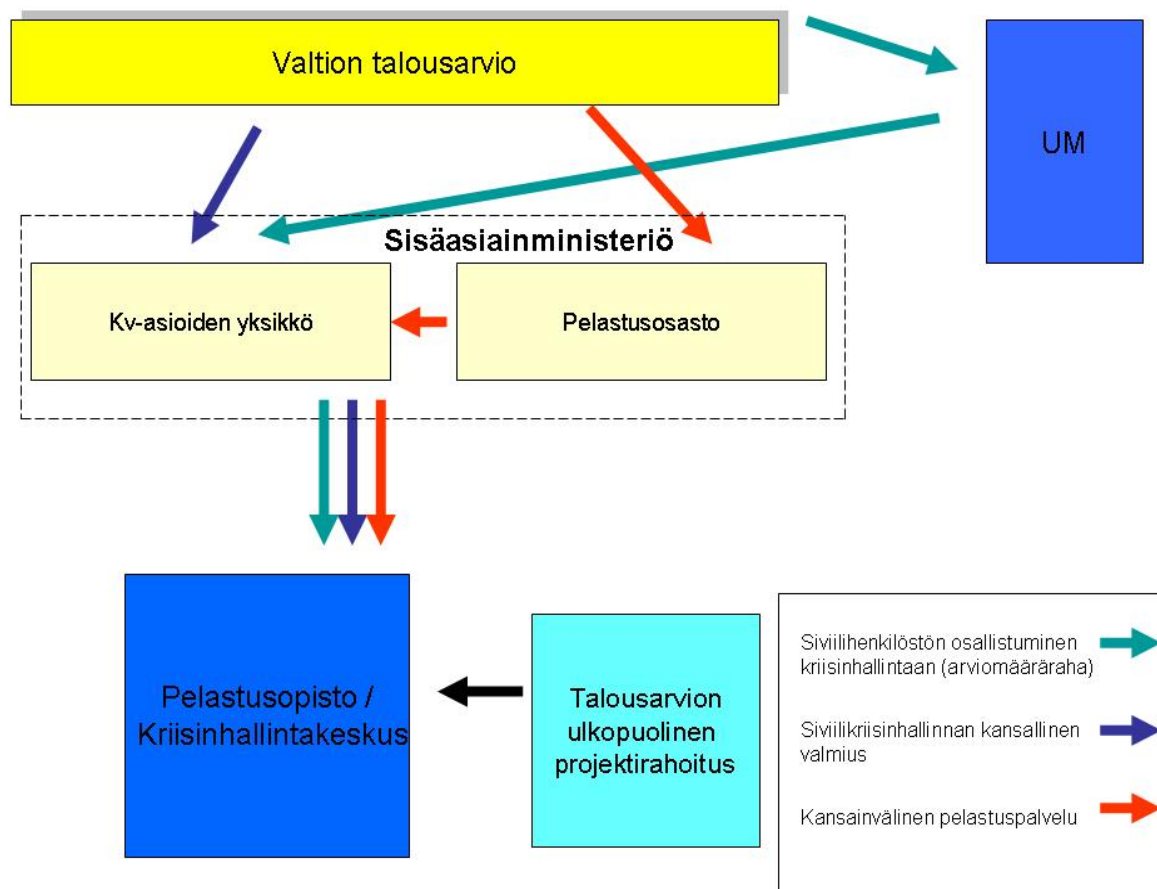 Valtion talousarvio
UM
Sisäasiainministeriö
Kv-asioiden yksikkö
Pelastusosasto
Pelastusopisto /
Kriisinhallintakeskus
Talousarvion
ulkopuolinen
projektirahoitus
Siviilihenkilöstön osallistuminen
kriisinhallintaan (arviomääräraha)
Siviilikriisinhallinnan kansallinen
valmius
Kansainvälinen pelastuspalvelu